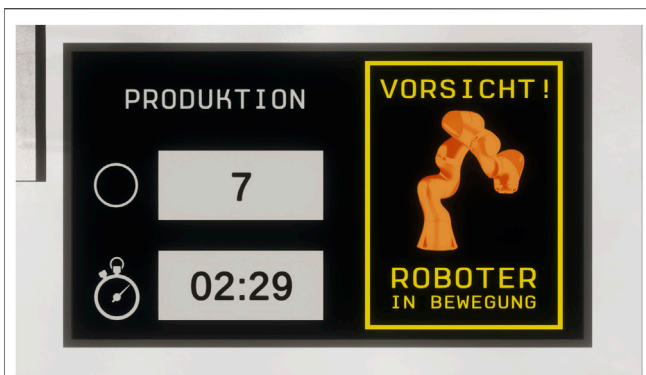 PRODUKTION
7
02:29
VORSICHT!
ROBOTER
IN BEWEGUNG